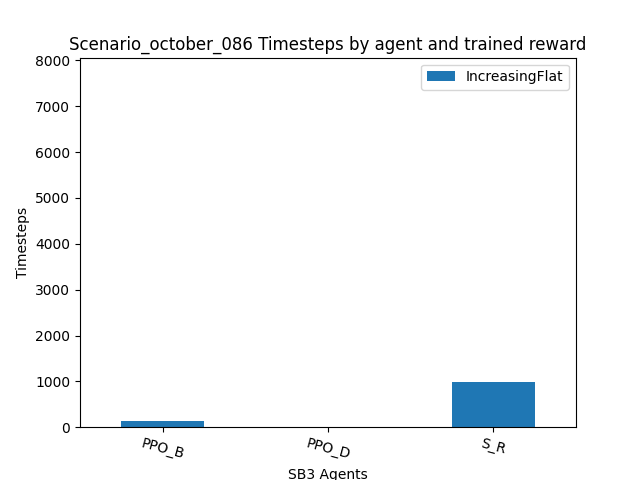 Scenario_october_086 Timesteps by agent and trained reward
IncreasingFlat
8000
7000
6000
5000
4000
3000
2000
1000
0
Timesteps
PPO_B
PPO_D
S_R
SB3 Agents